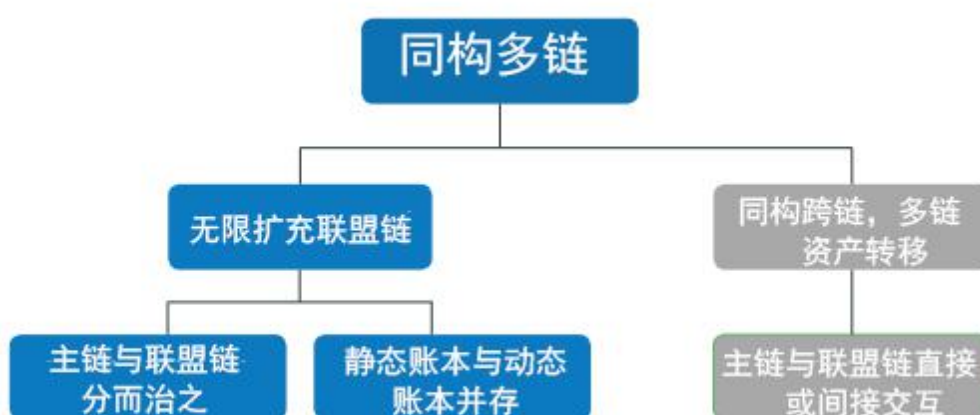 同构多链
无限扩充联盟链
同构跨链，多链
资产转移
主链与联盟链
分而治之
静态账本与动态
账本并存
主链与联盟链直接
或间接交互